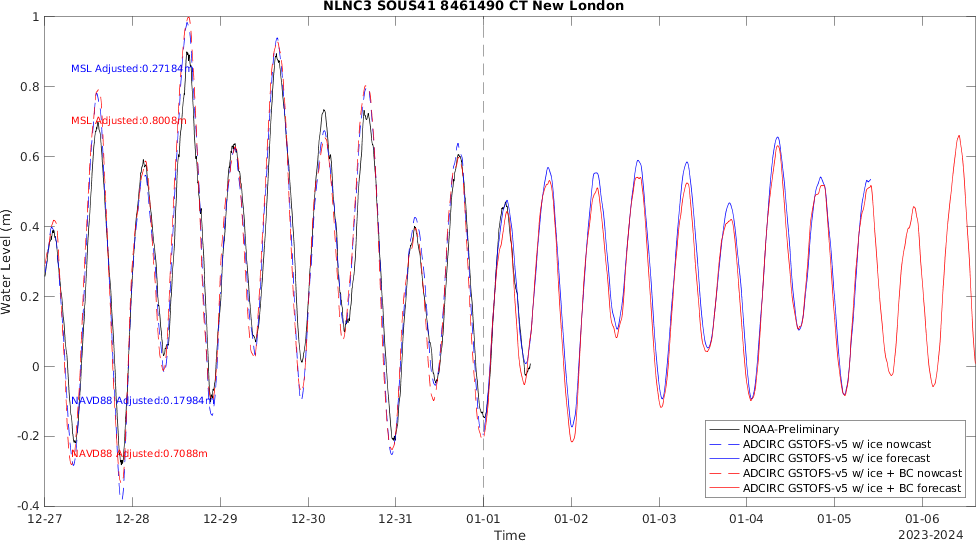 NLNC3 SOUS41 8461490 CT New London
1
0.8
0.6
0.4
0.2
0
-0.2
-0.4
Water Level (m)
MSL Adjusted:0.27184m
MSL Adjusted:0.8008m
NAVD88 Adjusted:0.17984m
NAVD88 Adjusted:0.7088m
NOAA-Preliminary
ADCIRC GSTOFS-v5 w/ ice nowcast
ADCIRC GSTOFS-v5 w/ ice forecast
ADCIRC GSTOFS-v5 w/ ice + BC nowcast
ADCIRC GSTOFS-v5 w/ ice + BC forecast
12-27 12-28 12-29 12-30 12-31 01-01 01-02 01-03 01-04 01-05 01-06
Time
2023-2024